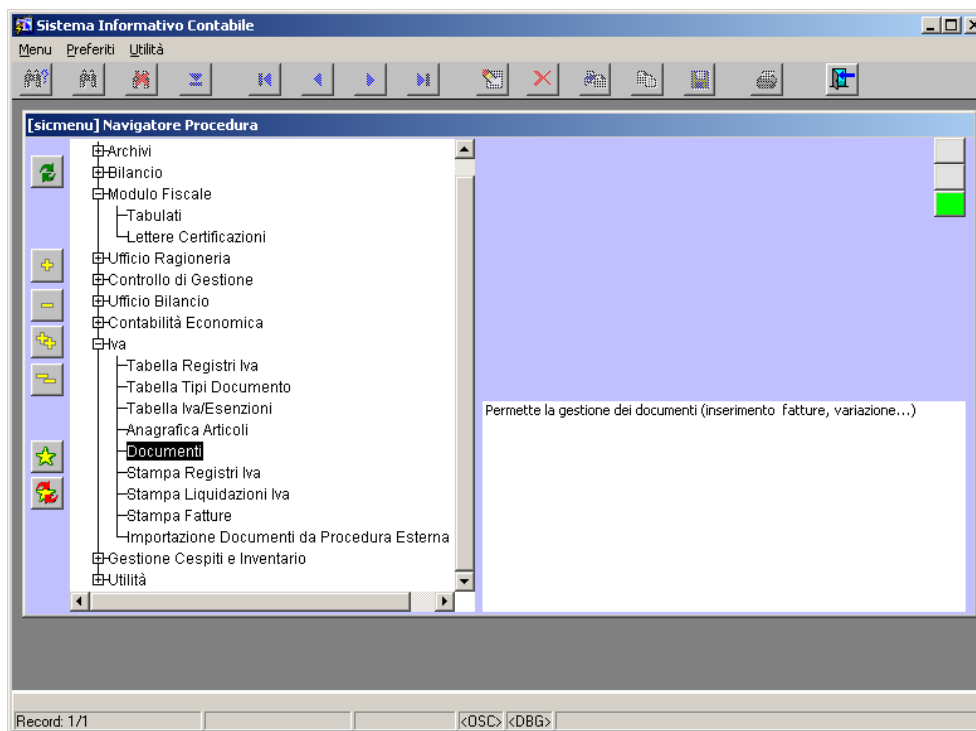 Sistema Informativo Contabile
Menu Preferiti Utilità
[sicmenu] Navigatore Procedura
Archivi
Bilancio
Modulo Fiscale
Tabulati
Lettere Certificazioni
Ufficio Ragioneria
Controllo di Gestione
Ufficio Bilancio
Contabilità Economica
Iva
Tabella Registri Iva
Tabella Tipi Documento
Tabella Iva/Esenzioni
Anagrafica Articoli
Documenti
Stampa Registri Iva
Stampa Liquidazioni Iva
Stampa Fatture
Importazione Documenti da Procedura Esterna
Gestione Cespiti e Inventario
Utilità
Permette la gestione dei documenti (inserimento fatture, variazione...)
Record: 1/1 <OSC> <DBG>